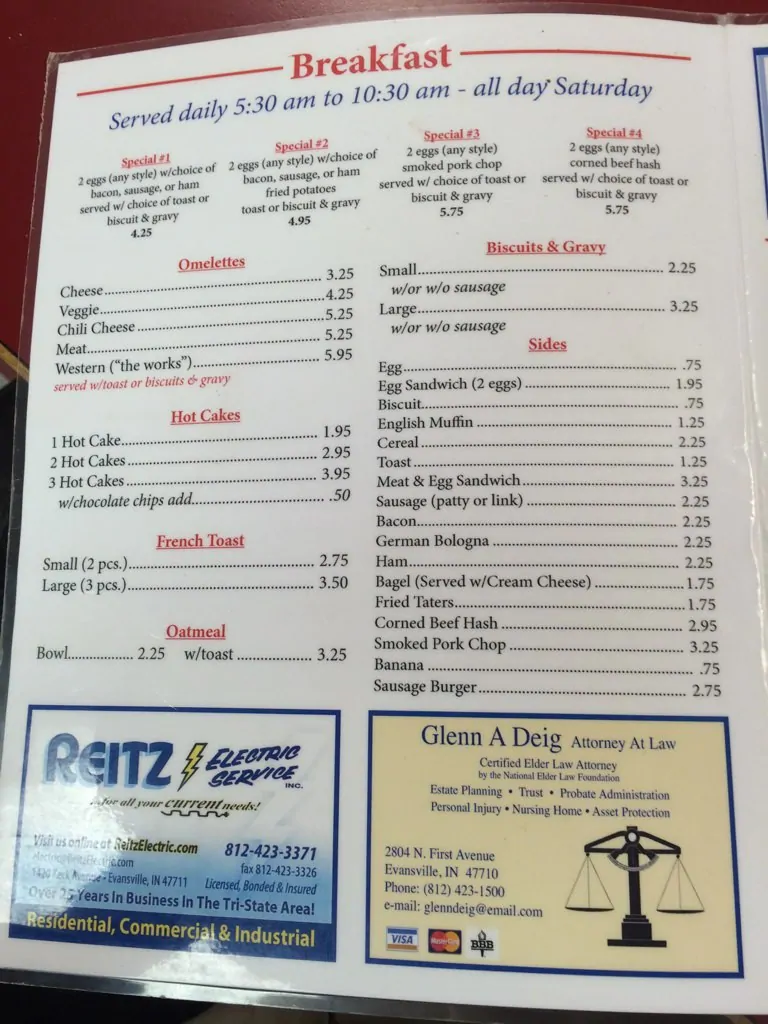 Breakfast
Served daily 5:30 am to 10:30 am - all day Saturday
Special #1
2 eggs (any style) w/choice of
bacon, sausage, or ham
served w/ choice of toast or
biscuit & gravy
4.25
Special #2
2 eggs (any style) w/choice of
bacon, sausage, or ham
fried potatoes
toast or biscuit & gravy
4.95
Special #3
2 eggs (any style)
smoked pork chop
served w/ choice of toast or
biscuit & gravy
5.75
Special #4
2 eggs (any style)
corned beef hash
served w/ choice of toast or
biscuit & gravy
5.75
Omelettes
Cheese 3.25
Veggie 4.25
Chili Cheese 5.25
Meat 5.25
Western ("the works") 5.95
served w/toast or biscuits & gravy
Hot Cakes
1 Hot Cake 1.95
2 Hot Cakes 2.95
3 Hot Cakes 3.95
w/chocolate chips add .50
French Toast
Small (2 pcs.) 2.75
Large (3 pcs.) 3.50
Oatmeal
Bowl 2.25 w/toast 3.25
Biscuits & Gravy
Small 2.25
w/or w/o sausage
Large 3.25
w/or w/o sausage
Sides
Egg .75
Egg Sandwich (2 eggs) 1.95
Biscuit .75
English Muffin 1.25
Cereal 2.25
Toast 1.25
Meat & Egg Sandwich 3.25
Sausage (patty or link) 2.25
Bacon 2.25
German Bologna 2.25
Ham 2.25
Bagel (Served w/Cream Cheese) 1.75
Fried Taters 1.75
Corned Beef Hash 2.95
Smoked Pork Chop 3.25
Banana .75
Sausage Burger 2.75
REITZ ELECTRIC
SERVICE INC.
...for all your current needs!
Visit us online at ReitzElectric.com
812-423-3371
fax 812-423-3326
Avenue • Evansville, IN 47711
Licensed, Bonded & Insured
Over 25 Years In Business In The Tri-State Area!
Residential, Commercial & Industrial
Glenn A Deig Attorney At Law
Certified Elder Law Attorney
by the National Elder Law Foundation
Estate Planning • Trust • Probate Administration
Personal Injury • Nursing Home • Asset Protection
2804 N. First Avenue
Evansville, IN 47710
Phone: (812) 423-1500
e-mail: glenndeig@email.com
VISA MasterCard BBB